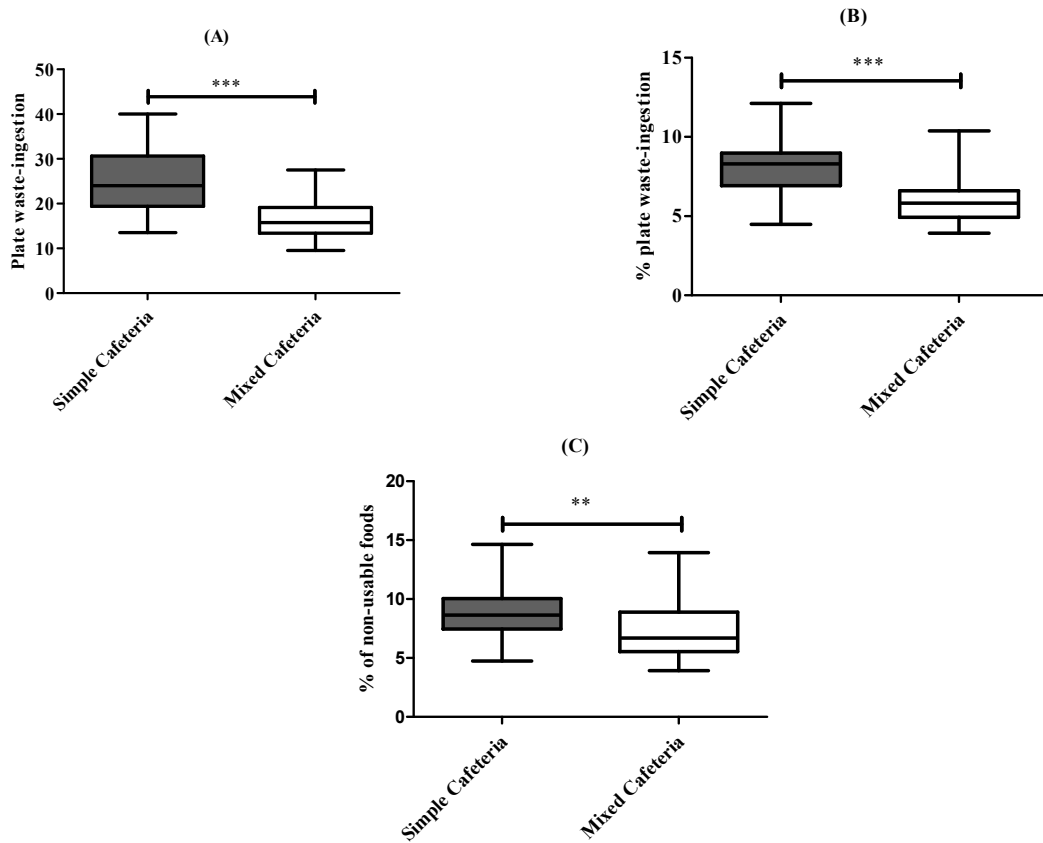 (A)
Plate waste-ingestion
50
40
30
20
10
0
***
Simple Cafeteria
Mixed Cafeteria
(B)
% plate waste-ingestion
15
10
5
0
***
Simple Cafeteria
Mixed Cafeteria
(C)
% of non-usable foods
20
15
10
5
0
**
Simple Cafeteria
Mixed Cafeteria